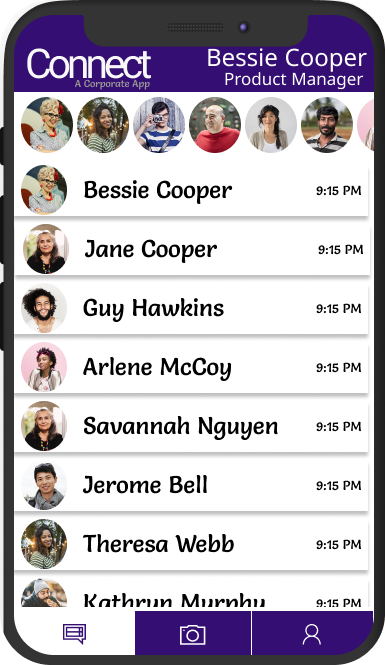 Connect
A Corporate App
Bessie Cooper
Product Manager
Bessie Cooper 9:15 PM
Jane Cooper 9:15 PM
Guy Hawkins 9:15 PM
Arlene McCoy 9:15 PM
Savannah Nguyen 9:15 PM
Jerome Bell 9:15 PM
Theresa Webb 9:15 PM
Kathryn Murphy 9:15 PM